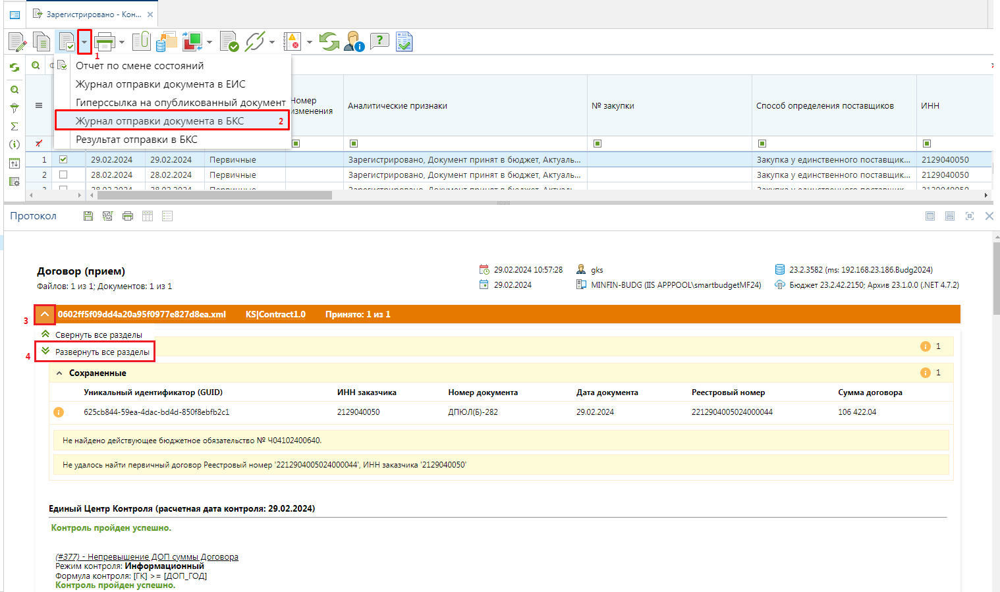 Зарегистрировано - Кон...
1
Отчет по смене состояний
Журнал отправки документа в ЕИС
Гиперссылка на опубликованный документ
Журнал отправки документа в БКС 2
Результат отправки в БКС
Номер изменения Аналитические признаки № закупки Способ определения поставщиков ИНН
1 29.02.2024 29.02.2024 Первичные Зарегистрировано, Документ принят в бюджет, Актуаль... Закупка у единственного поставщик... 2129040050
2 28.02.2024 28.02.2024 Первичные Зарегистрировано, Документ принят в бюджет, Актуаль... Закупка у единственного поставщик... 2129040050
Протокол
Договор (прием)
Файлов: 1 из 1; Документов: 1 из 1
29.02.2024 10:57:28 gks 23.2.3582 (ms: 192.168.23.186.Budg2024)
29.02.2024 MINFIN-BUDG (IIS APPPOOL\smartbudgetMF24) Бюджет 23.2.42.2150; Архив 23.1.0.0 (.NET 4.7.2)
3 0602ff5f09dd4a20a95f0977e827d8ea.xml KS|Contract1.0 Принято: 1 из 1
Свернуть все разделы
4 Развернуть все разделы 1
Сохраненные 1
Уникальный идентификатор (GUID) ИНН заказчика Номер документа Дата документа Реестровый номер Сумма договора
625cb844-59ea-4dac-bd4d-850f8ebfb2c1 2129040050 ДПЮЛ(Б)-282 29.02.2024 2212904005024000044 106 422.04
Не найдено действующее бюджетное обязательство № Ч04102400640.
Не удалось найти первичный договор Реестровый номер '2212904005024000044', ИНН заказчика '2129040050'
Единый Центр Контроля (расчетная дата контроля: 29.02.2024)
Контроль пройден успешно.
(#377) - Непревышение ДОП суммы Договора
Режим контроля: Информационный
Формула контроля: [ГК] >= [ДОП_ГОД]
Контроль пройден успешно.